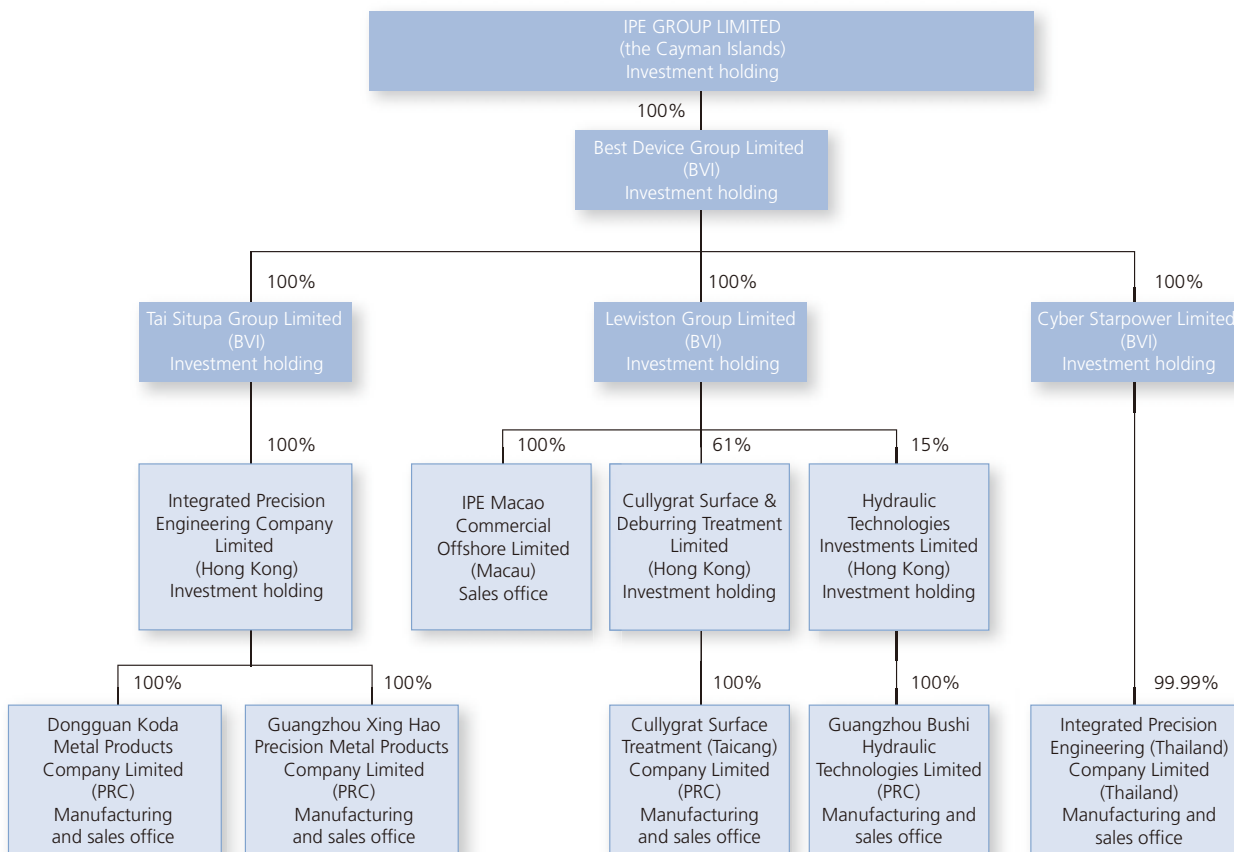 IPE GROUP LIMITED
(the Cayman Islands)
Investment holding
100%
Best Device Group Limited
(BVI)
Investment holding
100%
100%
100%
Tai Situpa Group Limited
(BVI)
Investment holding
Lewiston Group Limited
(BVI)
Investment holding
Cyber Starpower Limited
(BVI)
Investment holding
100%
100%
61%
15%
Integrated Precision
Engineering Company
Limited
(Hong Kong)
Investment holding
IPE Macao
Commercial
Offshore Limited
(Macau)
Sales office
Cullygrat Surface &
Deburring Treatment
Limited
(Hong Kong)
Investment holding
Hydraulic
Technologies
Investments Limited
(Hong Kong)
Investment holding
100%
100%
100%
100%
99.99%
Dongguan Koda
Metal Products
Company Limited
(PRC)
Manufacturing
and sales office
Guangzhou Xing Hao
Precision Metal Products
Company Limited
(PRC)
Manufacturing
and sales office
Cullygrat Surface
Treatment (Taicang)
Company Limited
(PRC)
Manufacturing
and sales office
Guangzhou Bushi
Hydraulic
Technologies Limited
(PRC)
Manufacturing and
sales office
Integrated Precision
Engineering (Thailand)
Company Limited
(Thailand)
Manufacturing and
sales office